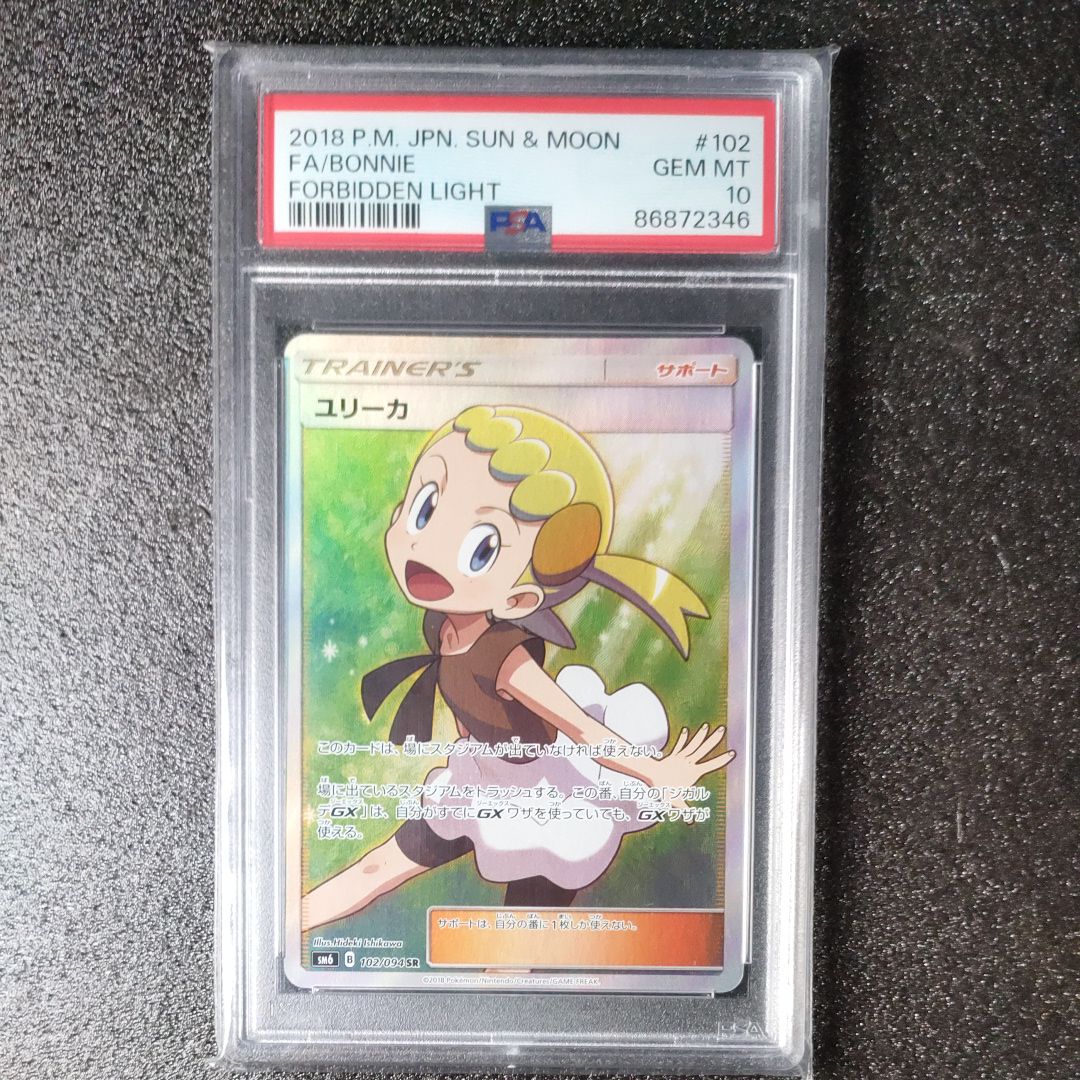 2018 P.M. JPN. SUN & MOON #102
FA/BONNIE GEM MT
FORBIDDEN LIGHT 10
PSA 86872346
TRAINER'S サポート
ユリーカ
このカードは、場にスタジアムが出ていなければ使えない。
場に出ているスタジアムをトラッシュする。この番、自分の「ジガル
デGX」は、自分がすでにGXワザを使っていても、GXワザが
使える。
サポートは、自分の番に1枚しか使えない。
Illus. Hideki Ishikawa
SM6 B 102/094 SR
©2018 Pokémon/Nintendo/Creatures/GAME FREAK.
PSA